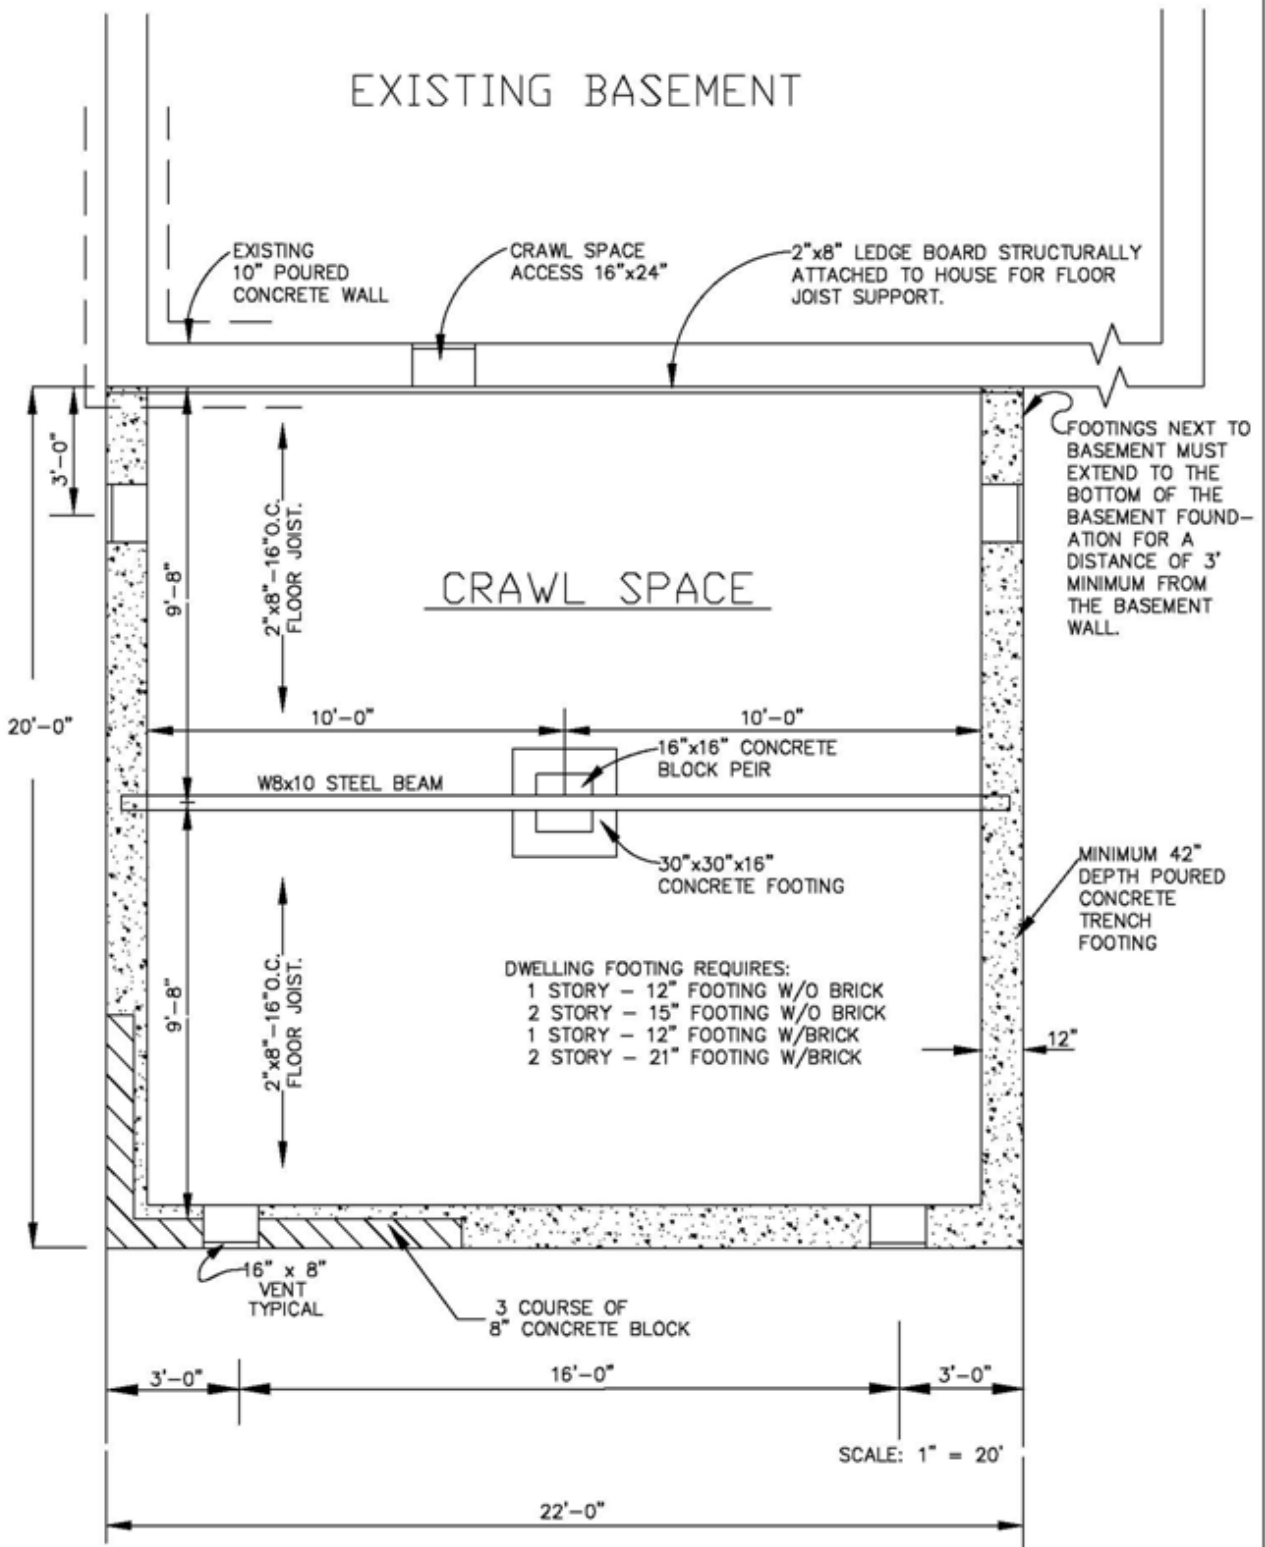 EXISTING BASEMENT
EXISTING
10" POURED
CONCRETE WALL
CRAWL SPACE
ACCESS 16"x24"
2"x8" LEDGE BOARD STRUCTURALLY
ATTACHED TO HOUSE FOR FLOOR
JOIST SUPPORT.
3'-0"
9'-8"
2"x8"-16"O.C.
FLOOR JOIST.
CRAWL SPACE
FOOTINGS NEXT TO
BASEMENT MUST
EXTEND TO THE
BOTTOM OF THE
BASEMENT FOUND-
ATION FOR A
DISTANCE OF 3'
MINIMUM FROM
THE BASEMENT
WALL.
20'-0"
10'-0"
10'-0"
16"x16" CONCRETE
BLOCK PEIR
W8x10 STEEL BEAM
30"x30"x16"
CONCRETE FOOTING
MINIMUM 42"
DEPTH POURED
CONCRETE
TRENCH
FOOTING
9'-8"
2"x8"-16"O.C.
FLOOR JOIST.
DWELLING FOOTING REQUIRES:
1 STORY - 12" FOOTING W/O BRICK
2 STORY - 15" FOOTING W/O BRICK
1 STORY - 12" FOOTING W/BRICK
2 STORY - 21" FOOTING W/BRICK
12"
16" x 8"
VENT
TYPICAL
3 COURSE OF
8" CONCRETE BLOCK
3'-0"
16'-0"
3'-0"
SCALE: 1" = 20'
22'-0"